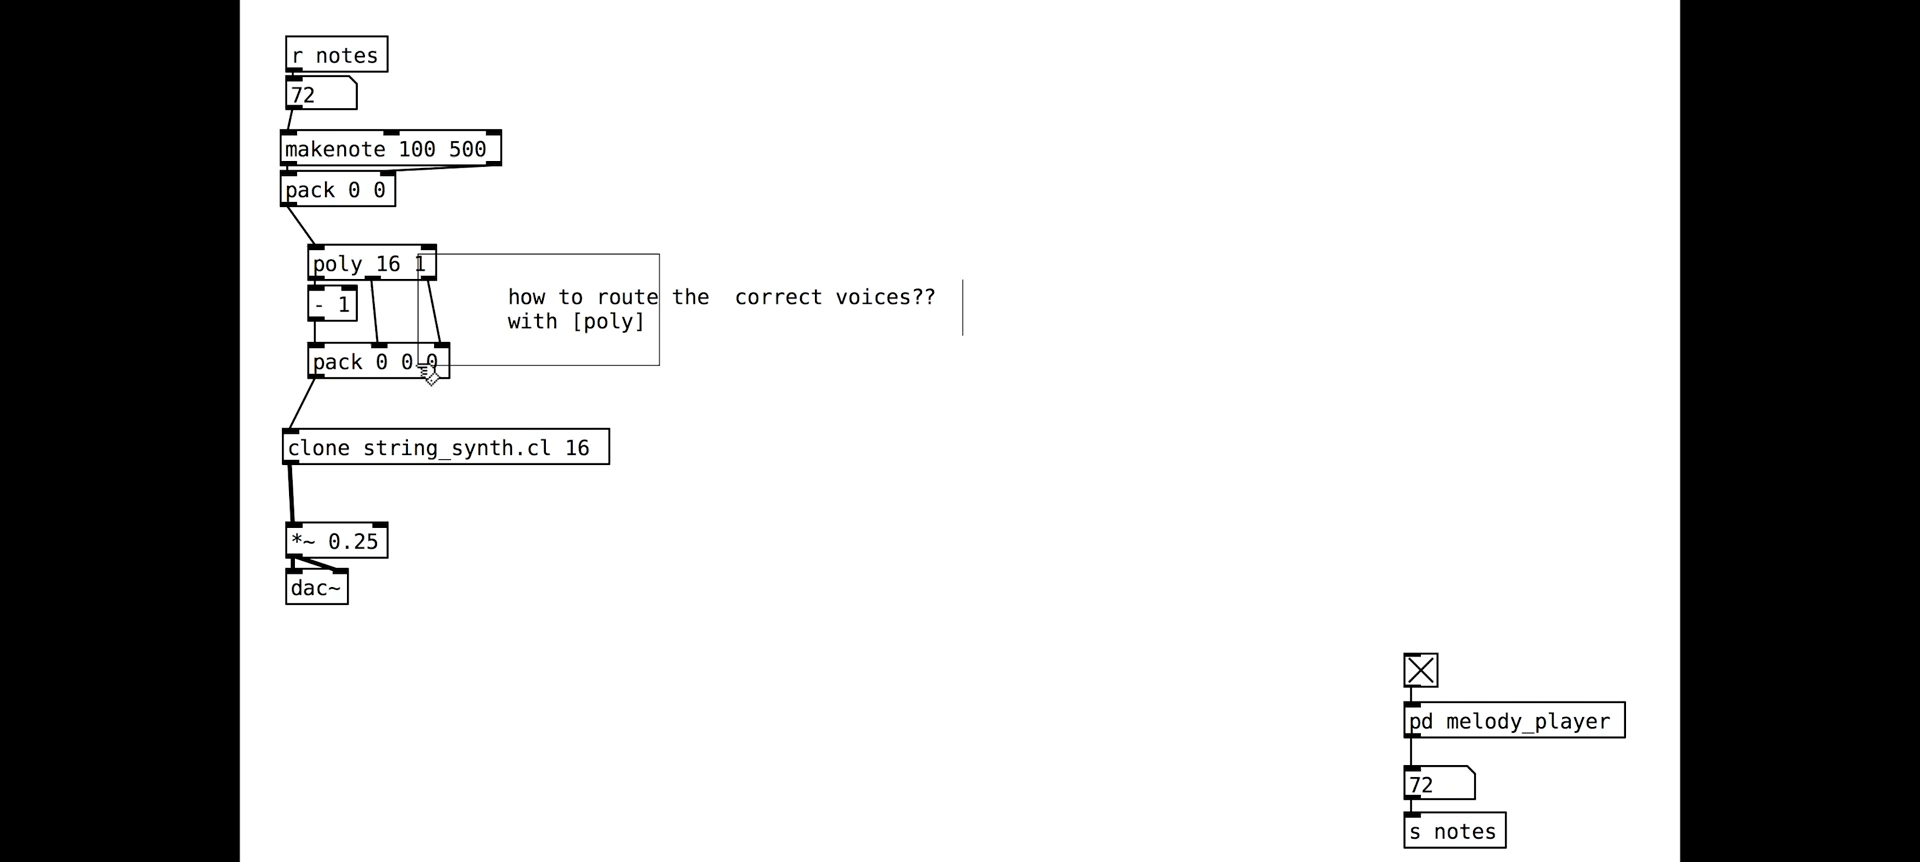 r notes
72
makenote 100 500
pack 0 0
poly 16 1
- 1
how to route the  correct voices??
with [poly]
pack 0 0 0
clone string_synth.cl 16
*~ 0.25
dac~
pd melody_player
72
s notes